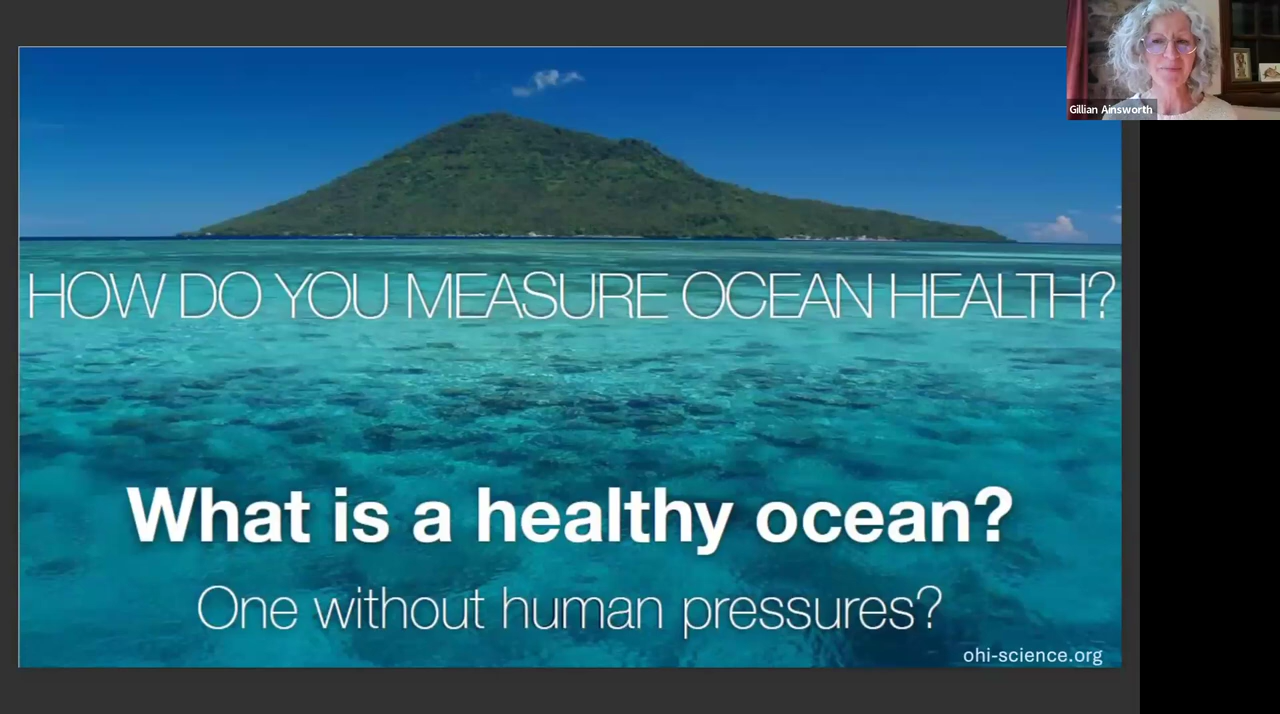 Gillian Ainsworth
HOW DO YOU MEASURE OCEAN HEALTH?
What is a healthy ocean?
One without human pressures?
ohi-science.org